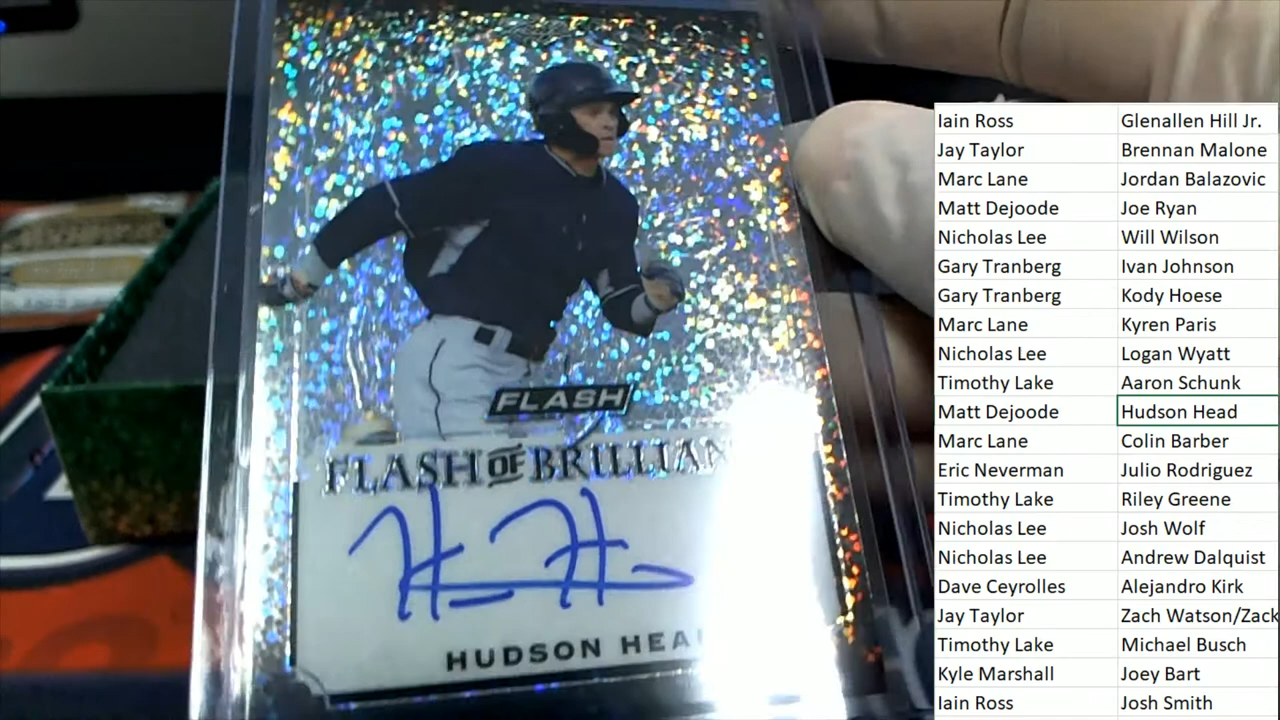 FLASH
FLASH OF BRILLIAN
HUDSON HEA
Iain Ross Glenallen Hill Jr.
Jay Taylor Brennan Malone
Marc Lane Jordan Balazovic
Matt Dejoode Joe Ryan
Nicholas Lee Will Wilson
Gary Tranberg Ivan Johnson
Gary Tranberg Kody Hoese
Marc Lane Kyren Paris
Nicholas Lee Logan Wyatt
Timothy Lake Aaron Schunk
Matt Dejoode Hudson Head
Marc Lane Colin Barber
Eric Neverman Julio Rodriguez
Timothy Lake Riley Greene
Nicholas Lee Josh Wolf
Nicholas Lee Andrew Dalquist
Dave Ceyrolles Alejandro Kirk
Jay Taylor Zach Watson/Zack
Timothy Lake Michael Busch
Kyle Marshall Joey Bart
Iain Ross Josh Smith